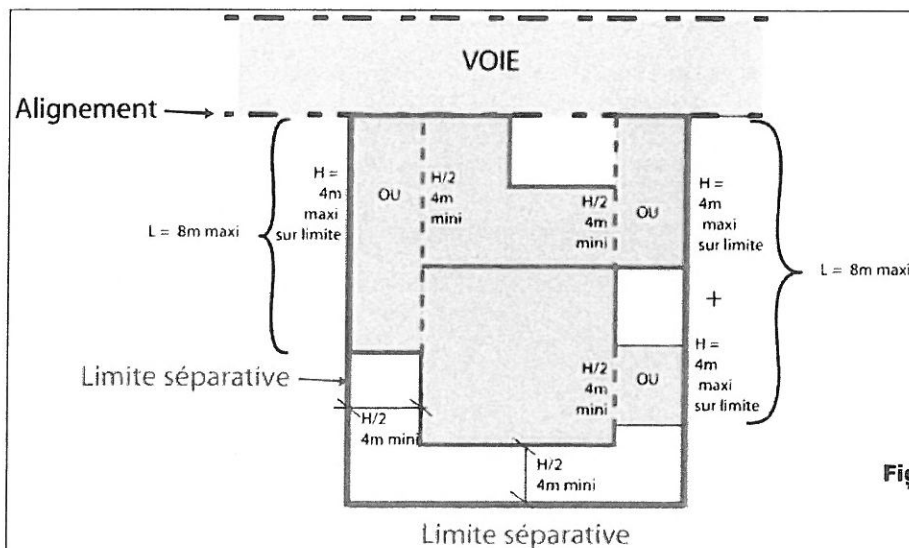 VOIE
Alignement
H =
4m
maxi
sur limite
L = 8m maxi
OU
H/2
4m
mini
H/2
4m
mini
OU
H =
4m
maxi
sur limite
L = 8m maxi
+
H =
4m
maxi
sur limite
H/2
4m
mini
OU
Limite séparative
H/2
4m mini
H/2
4m mini
Fig
Limite séparative